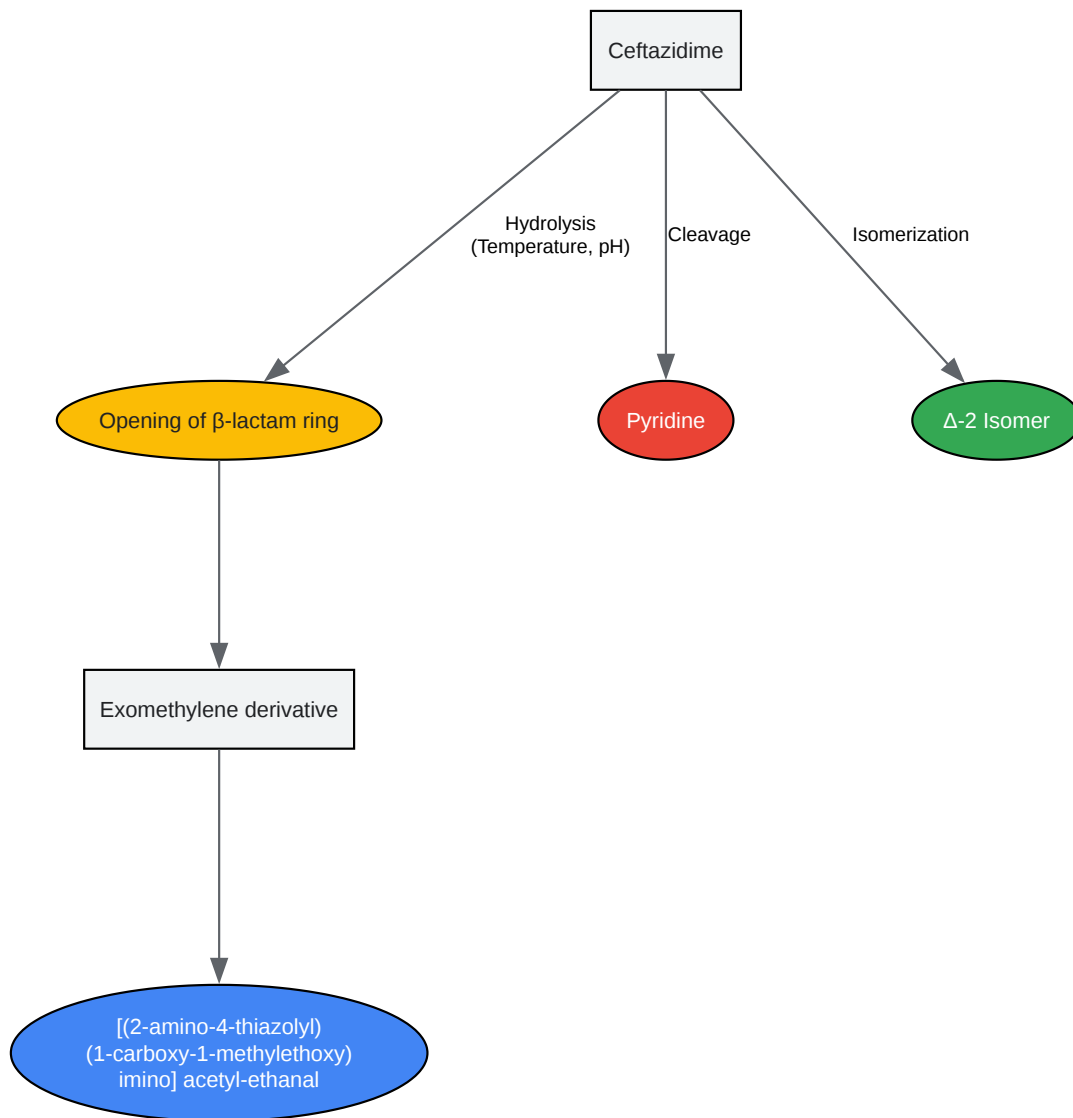 Ceftazidime
Hydrolysis
(Temperature, pH)
Cleavage
Isomerization
Opening of β-lactam ring
Pyridine
Δ-2 Isomer
Exomethylene derivative
[(2-amino-4-thiazolyl)
(1-carboxy-1-methylethoxy)
imino] acetyl-ethanal